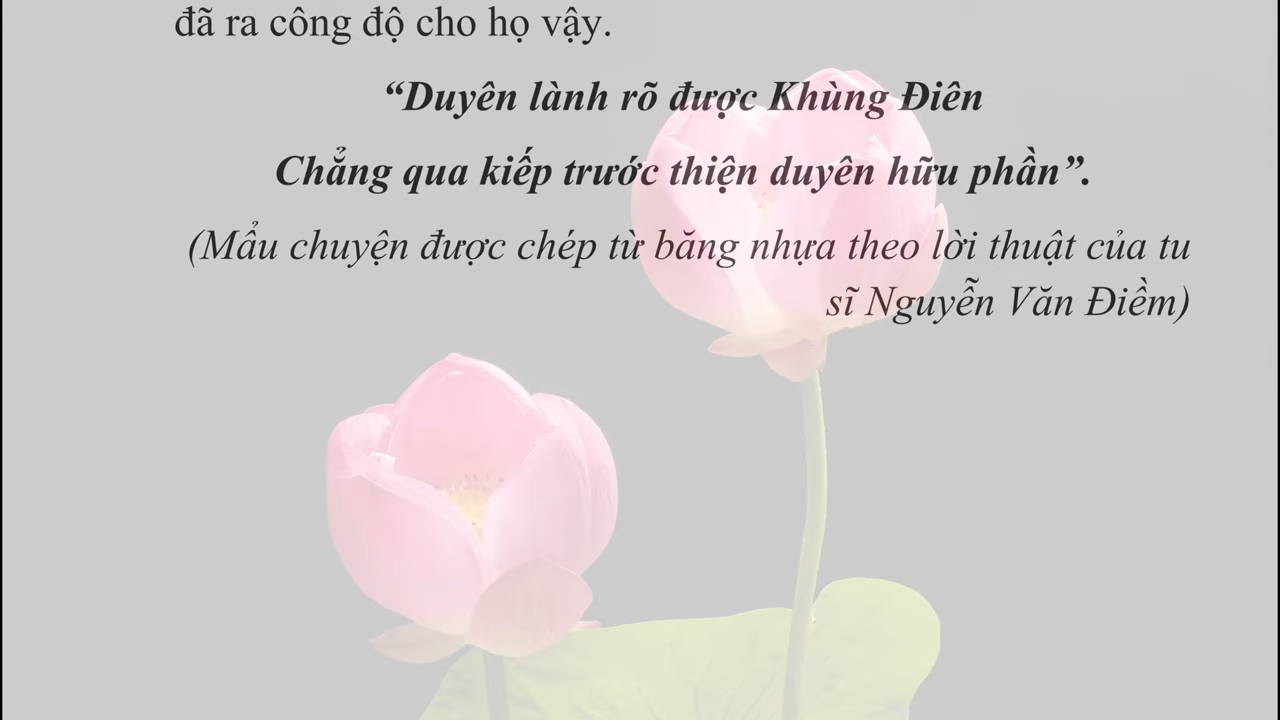 đã ra công độ cho họ vậy.
“Duyên lành rõ được Khùng Điên
Chẳng qua kiếp trước thiện duyên hữu phần”.
(Mẩu chuyện được chép từ băng nhựa theo lời thuật của tu
sĩ Nguyễn Văn Điềm)